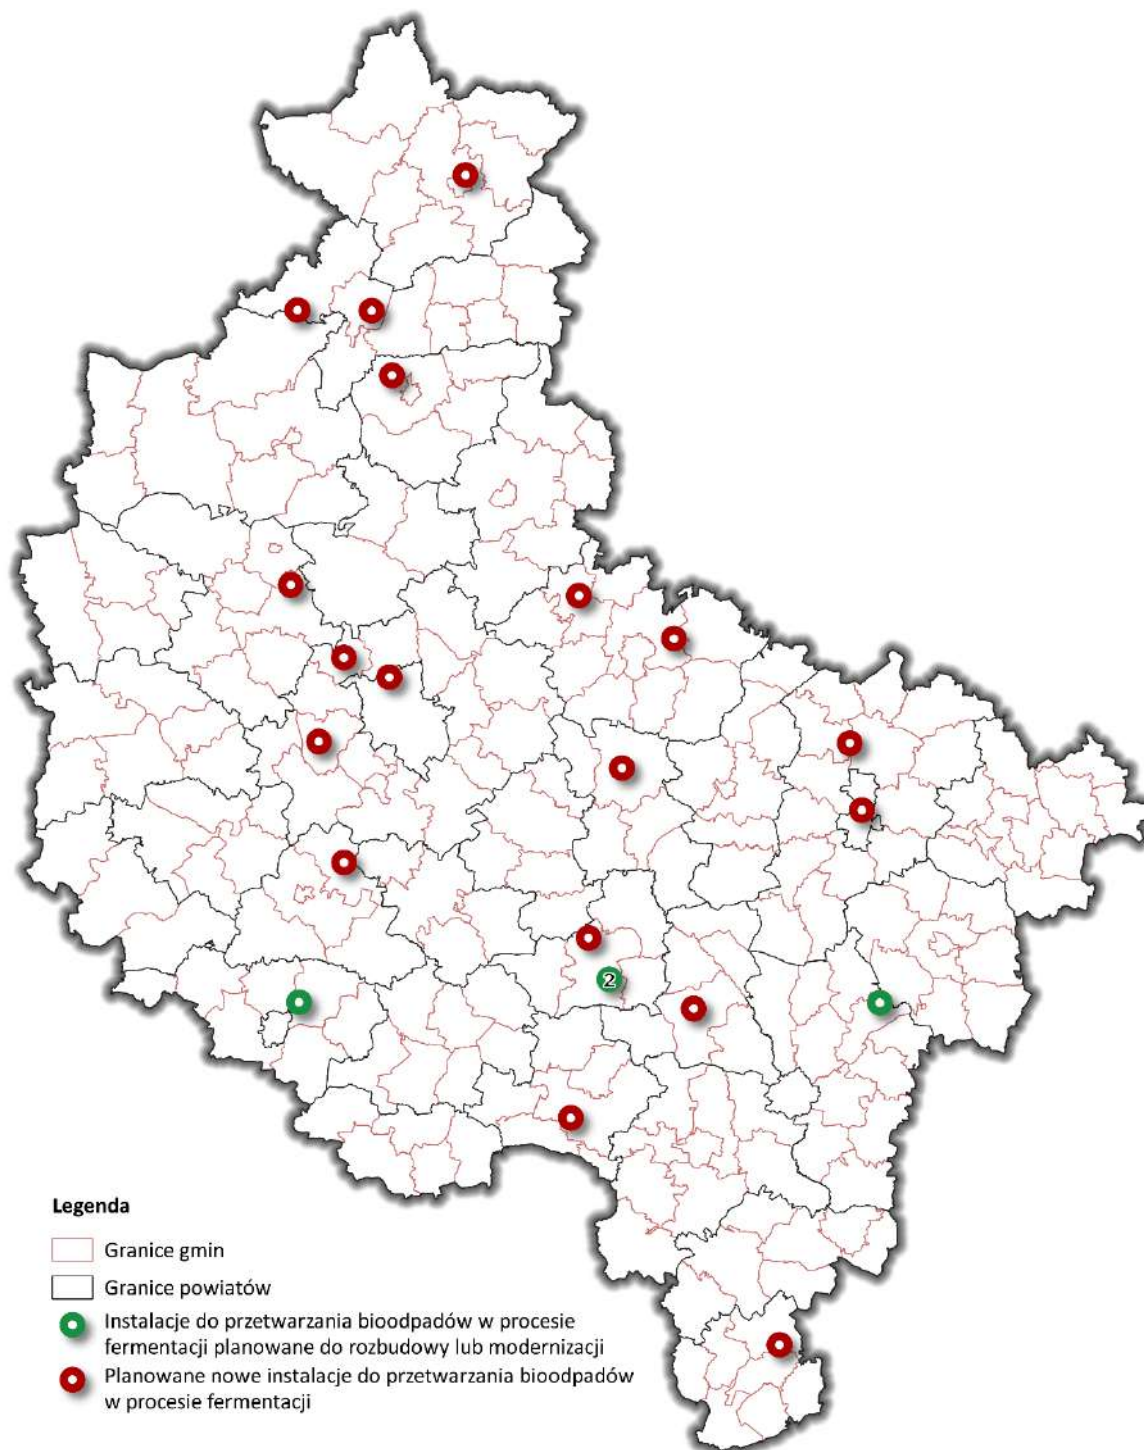 2
Legenda
Granice gmin
Granice powiatów
Instalacje do przetwarzania bioodpadów w procesie
fermentacji planowane do rozbudowy lub modernizacji
Planowane nowe instalacje do przetwarzania bioodpadów
w procesie fermentacji